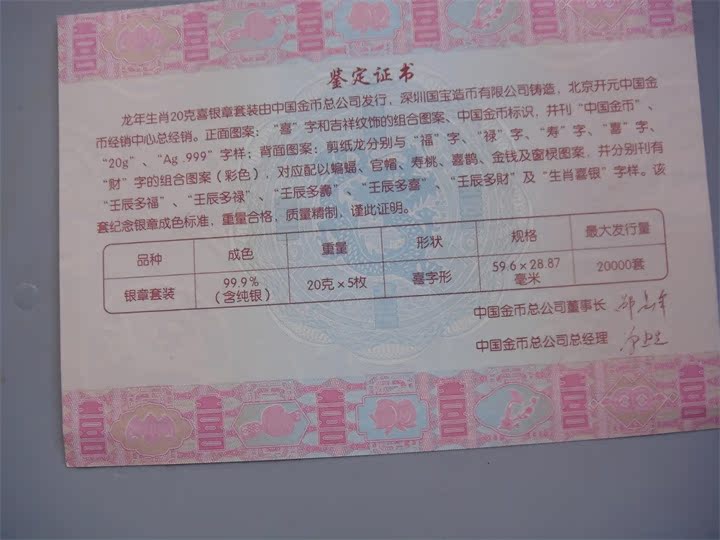 鉴定证书
龙年生肖20克喜银章套装由中国金币总公司发行，深圳国宝造币有限公司铸造，北京开元中国金
币经销中心总经销。正面图案：“喜”字和吉祥纹饰的组合图案、中国金币标识，并刊“中国金币”、
“20g”、“Ag .999”字样；背面图案：剪纸龙分别与“福”字、“禄”字、“寿”字、“喜”字、
“财”字的组合图案（彩色），对应配以蝙蝠、官帽、寿桃、喜鹊、金钱及窗棂图案，并分别刊有
“壬辰多福”、“壬辰多禄”、“壬辰多壽”、“壬辰多喜”、“壬辰多財”及“生肖喜银”字样。该
套纪念银章成色标准，重量合格，质量精制，谨此证明。
品种 成色 重量 形状 规格 最大发行量
银章套装 99.9%（含纯银） 20克×5枚 喜字形 59.6×28.87毫米 20000套
中国金币总公司董事长
中国金币总公司总经理